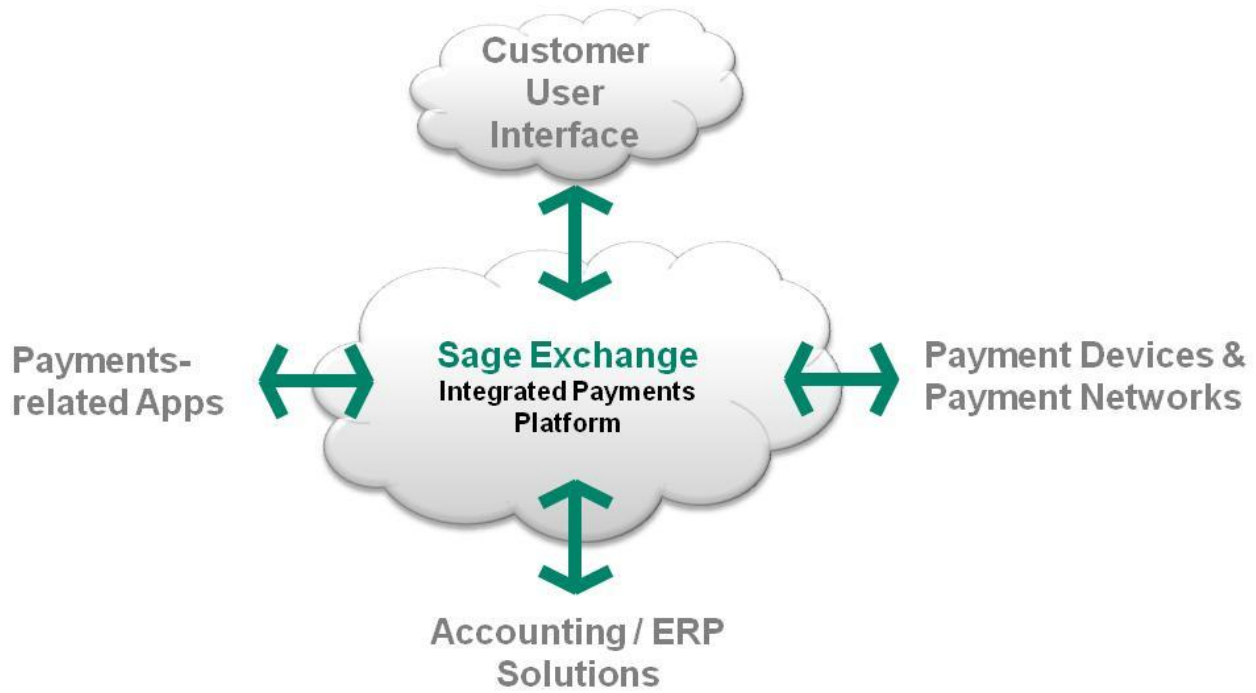 Customer
User
Interface
Payments-
related Apps
Sage Exchange
Integrated Payments
Platform
Payment Devices &
Payment Networks
Accounting / ERP
Solutions